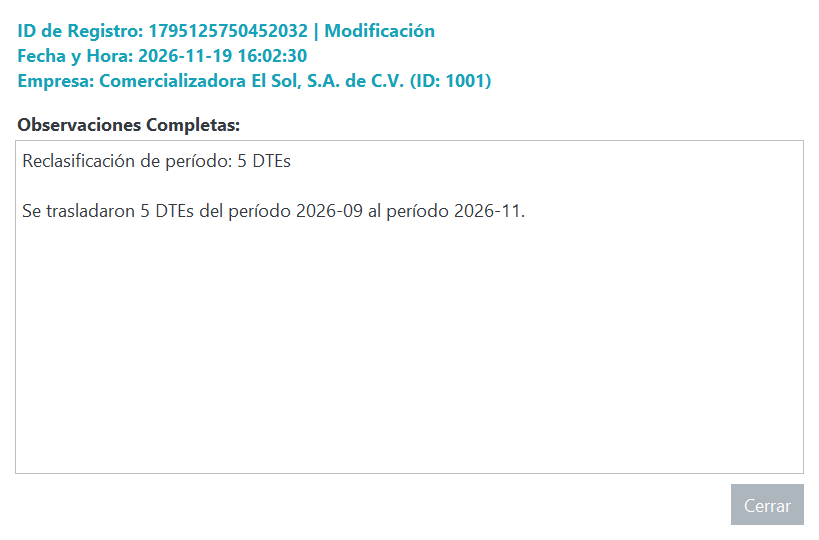 ID de Registro: 1795125750452032 | Modificación
Fecha y Hora: 2026-11-19 16:02:30
Empresa: Comercializadora El Sol, S.A. de C.V. (ID: 1001)
Observaciones Completas:
Reclasificación de período: 5 DTEs
Se trasladaron 5 DTEs del período 2026-09 al período 2026-11.
Cerrar